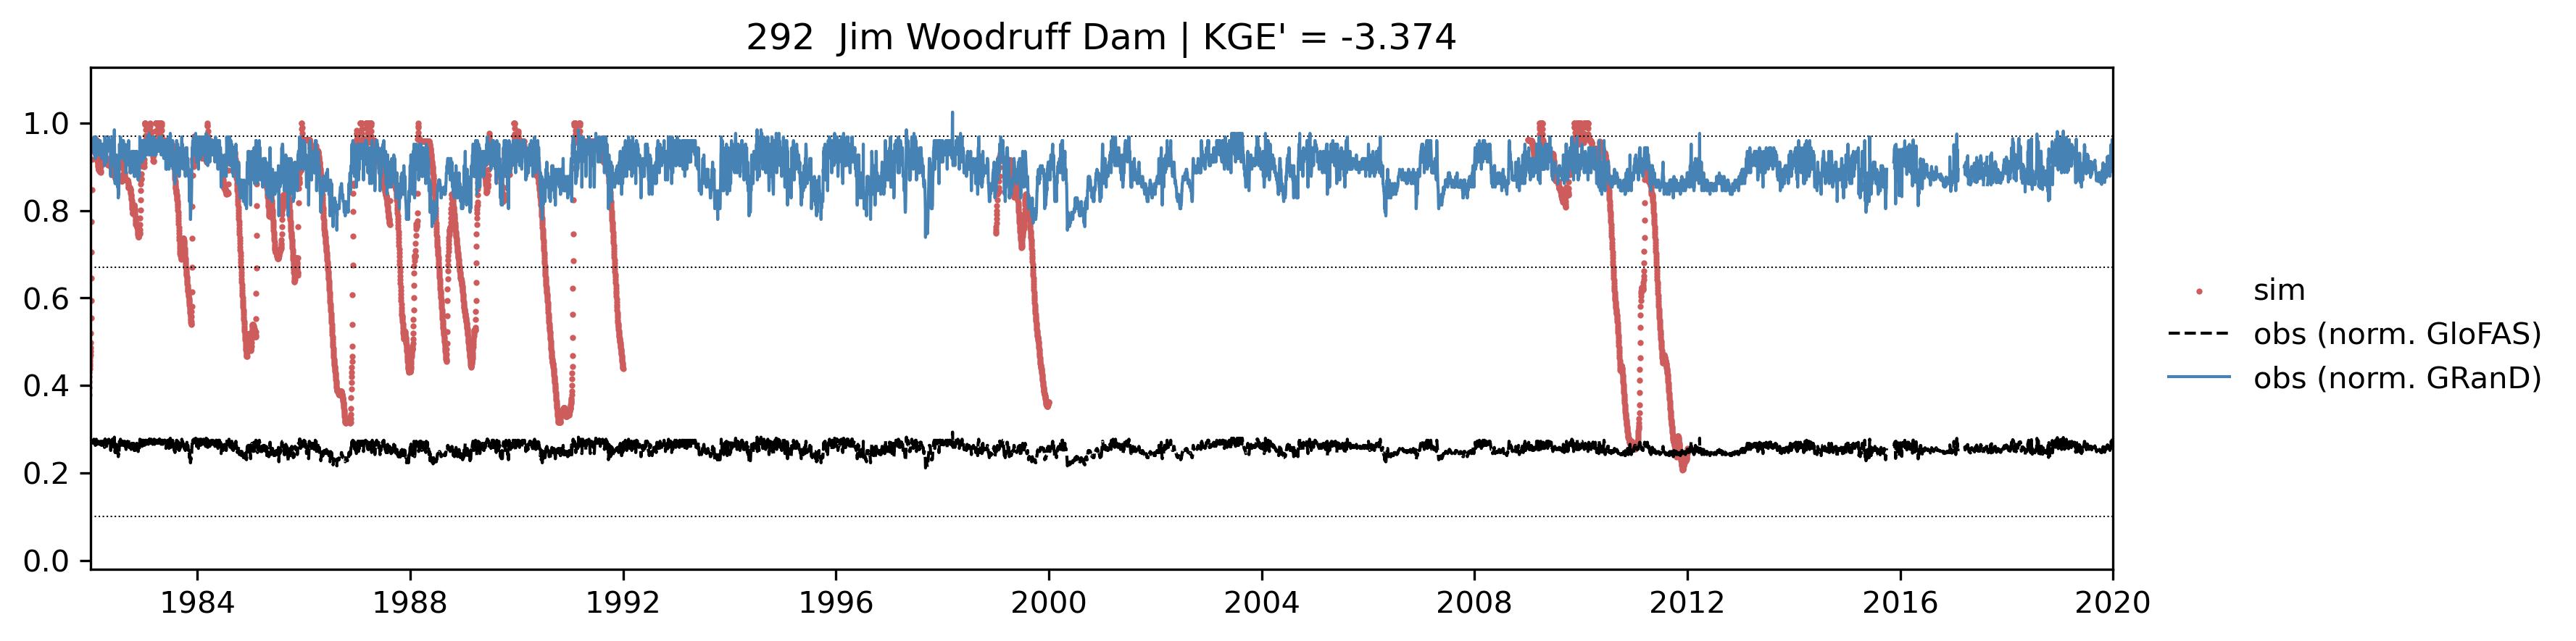 292  Jim Woodruff Dam | KGE' = -3.374
1.0
0.8
0.6
0.4
0.2
0.0
1984 1988 1992 1996 2000 2004 2008 2012 2016 2020
sim
obs (norm. GloFAS)
obs (norm. GRanD)